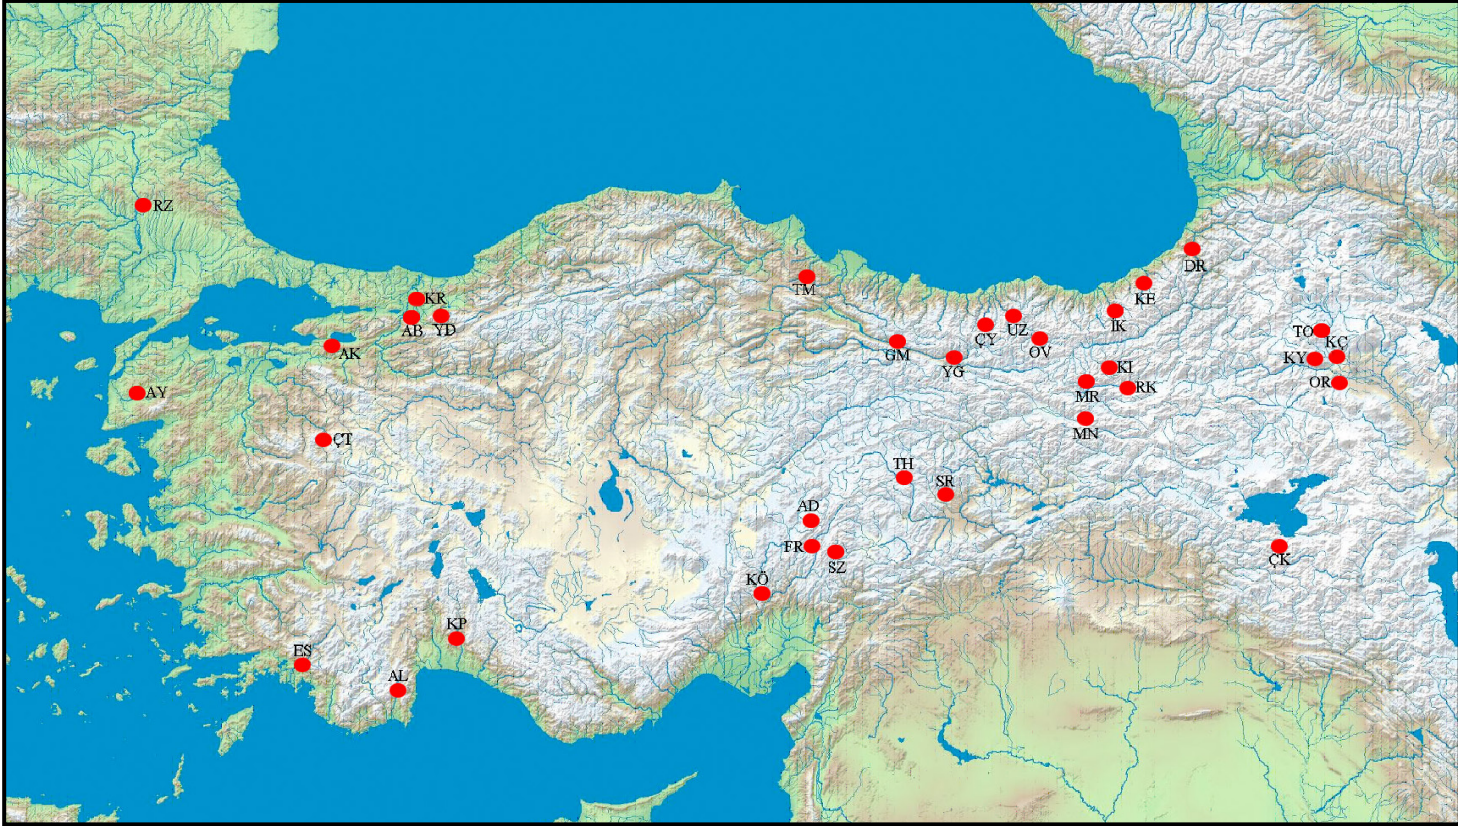 RZ
DR
TM
KE
KR
İK
AB
YD
UZ
ÇY
TO
OV
KÇ
AK
GM
KY
YG
KI
OR
RK
AY
MR
MN
ÇT
TH
SR
AD
FR
SZ
ÇK
KÖ
KP
ES
AL